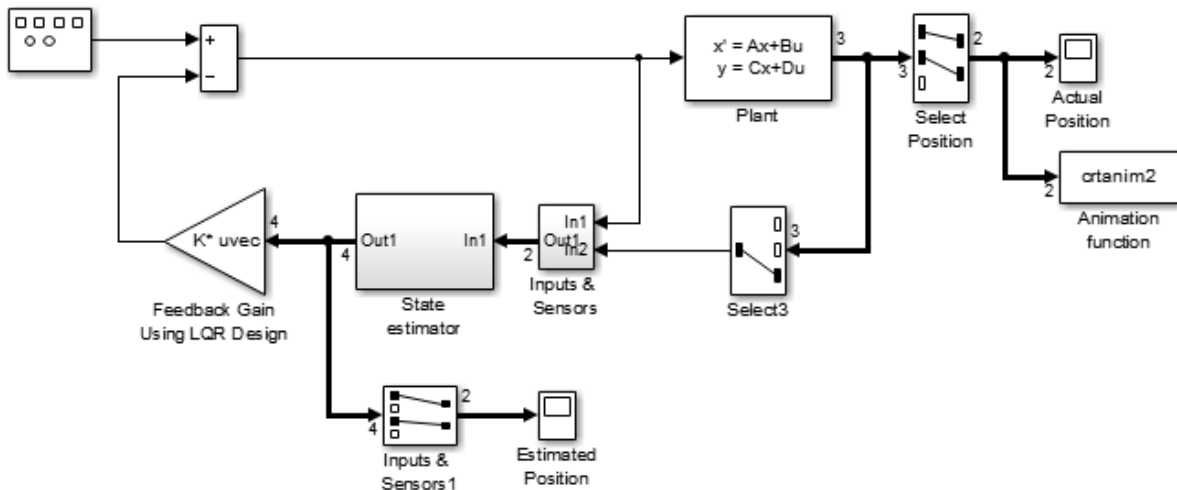 +
−
x' = Ax+Bu
y = Cx+Du
Plant
3
3
Select
Position
2
2
Actual
Position
2
crtanim2
Animation
function
K* uvec
4
Feedback Gain
Using LQR Design
4
Out1
In1
State
estimator
2
In1
Out1
In2
Inputs &
Sensors
3
Select3
4
2
Inputs &
Sensors1
Estimated
Position